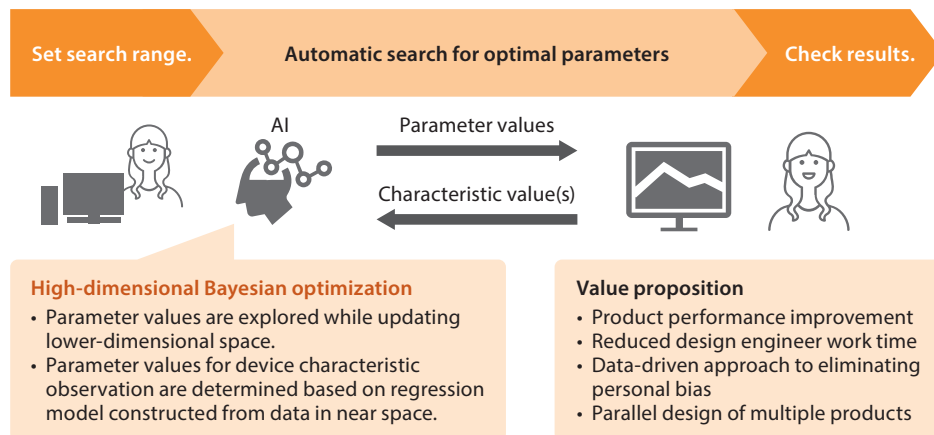 Set search range.
Automatic search for optimal parameters
Check results.
AI
Parameter values
Characteristic value(s)
High-dimensional Bayesian optimization
• Parameter values are explored while updating
lower-dimensional space.
• Parameter values for device characteristic
observation are determined based on regression
model constructed from data in near space.
Value proposition
• Product performance improvement
• Reduced design engineer work time
• Data-driven approach to eliminating
personal bias
• Parallel design of multiple products